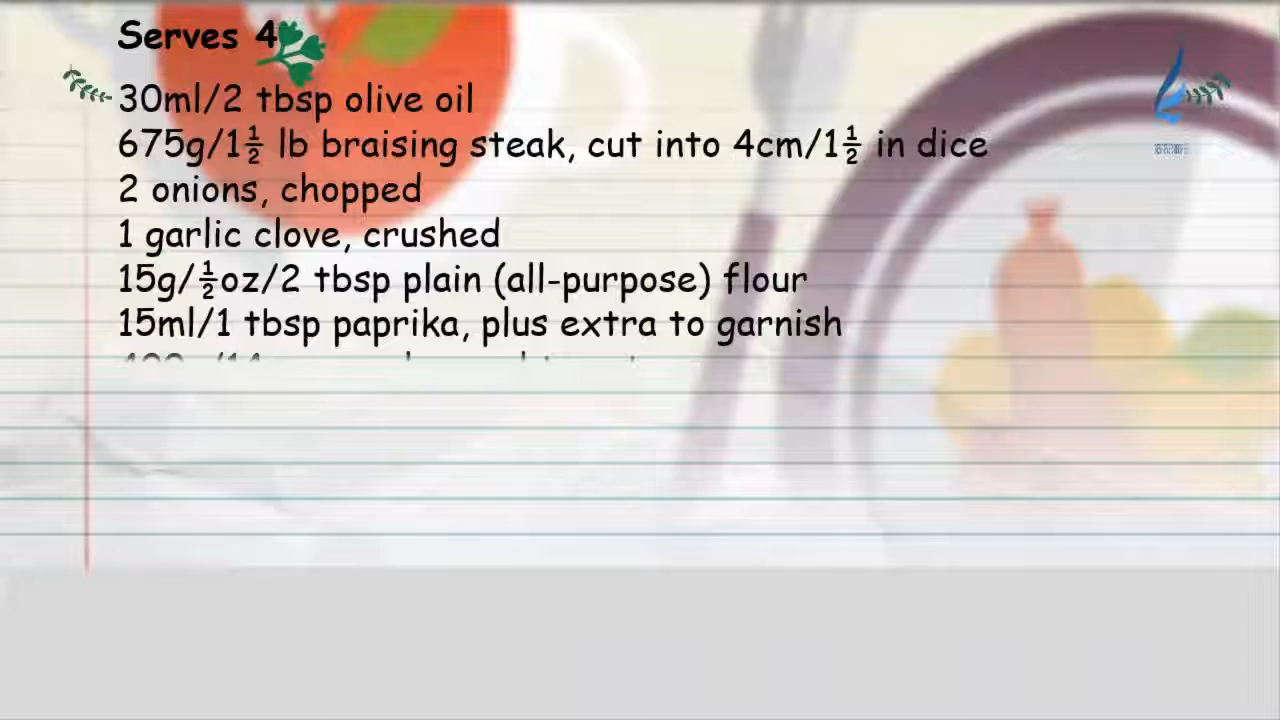 Serves 4
30ml/2 tbsp olive oil
675g/1½ lb braising steak, cut into 4cm/1½ in dice
2 onions, chopped
1 garlic clove, crushed
15g/½oz/2 tbsp plain (all-purpose) flour
15ml/1 tbsp paprika, plus extra to garnish